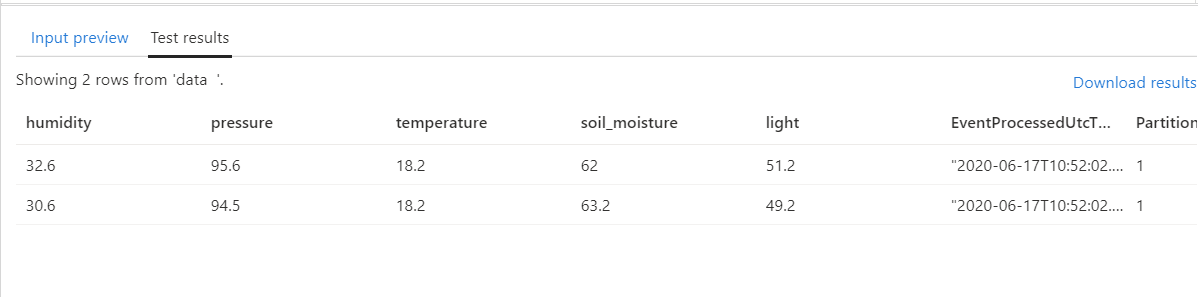 Input preview Test results
Showing 2 rows from 'data '.
Download results
humidity pressure temperature soil_moisture light EventProcessedUtcT... Partition
32.6 95.6 18.2 62 51.2 "2020-06-17T10:52:02.... 1
30.6 94.5 18.2 63.2 49.2 "2020-06-17T10:52:02.... 1